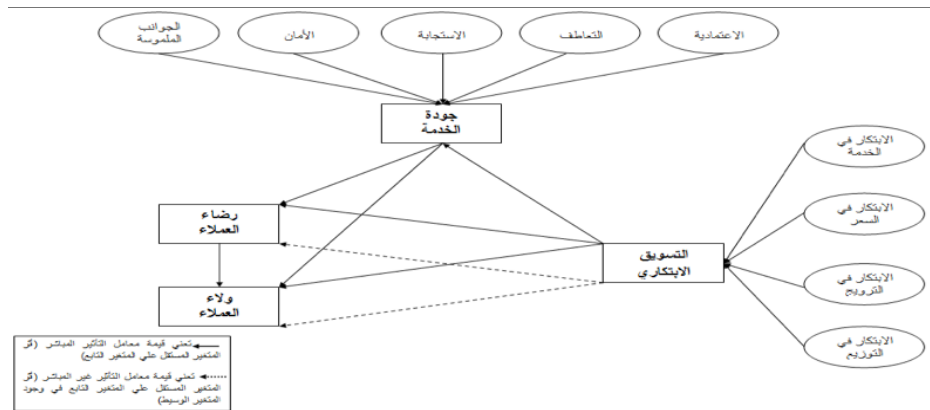 الاعتمادية
التعاطف
الاستجابة
الأمان
الجوانب
الملموسة
جودة
الخدمة
الابتكار في
الخدمة
الابتكار في
السعر
الابتكار في
الترويج
الابتكار في
التوزيع
التسويق
الابتكاري
رضاء
العملاء
ولاء
العملاء
تعني قيمة معامل التأثير المباشر (أثر
المتغير المستقل علي المتغير التابع)
تعني قيمة معامل التأثير غير المباشر (أثر
المتغير المستقل علي المتغير التابع في وجود
المتغير الوسيط)